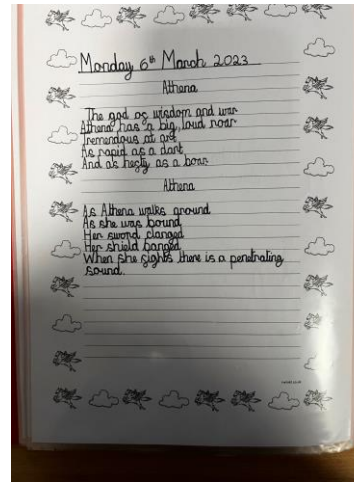 Monday 6th March 2023
Athena
The god of wisdom and war
Athena has a big, loud roar
Tremendous at art
As rapid as a dart
And as hefty as a boar.
Athena
As Athena walks around
As she was bound
Her sword clanged
Her shield banged
When she sights there is a penetrating
sound.